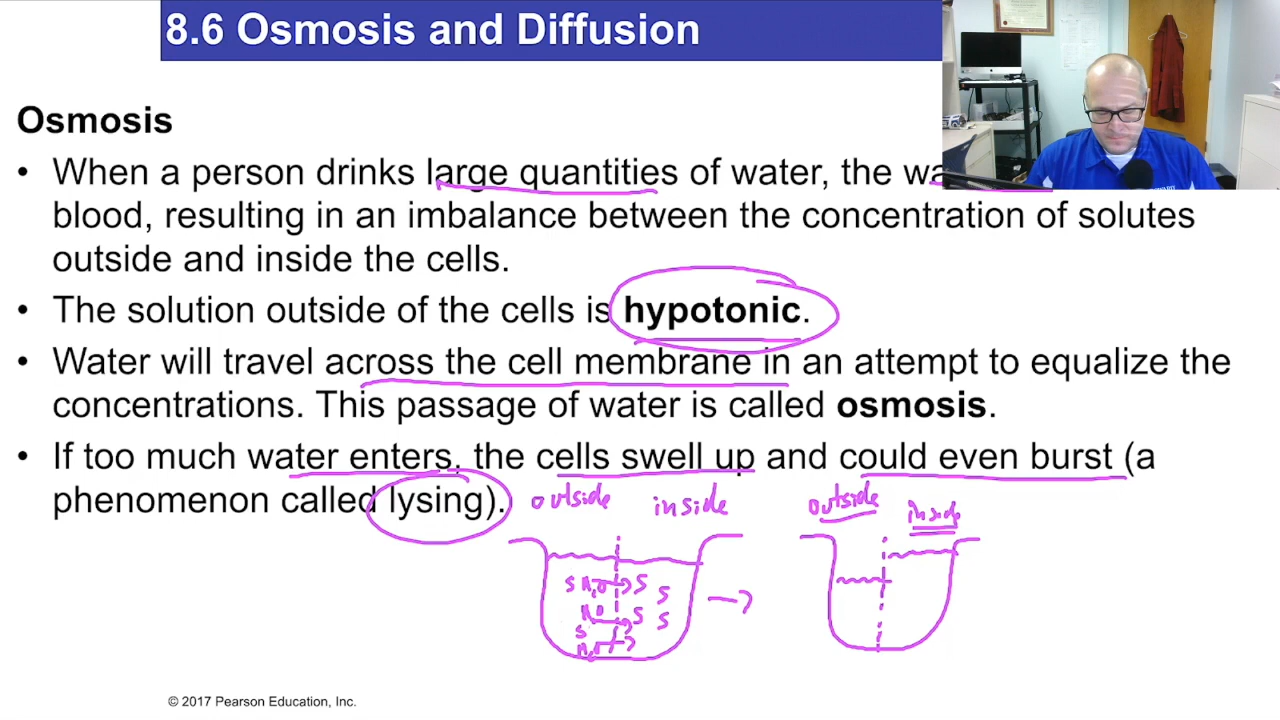 8.6 Osmosis and Diffusion
Osmosis
• When a person drinks large quantities of water, the
blood, resulting in an imbalance between the concentration of solutes
outside and inside the cells.
• The solution outside of the cells is hypotonic.
• Water will travel across the cell membrane in an attempt to equalize the
concentrations. This passage of water is called osmosis.
• If too much water enters, the cells swell up and could even burst (a
phenomenon called lysing).
outside inside outside inside
S H2O S
S
H2O S S
S
H2O
© 2017 Pearson Education, Inc.